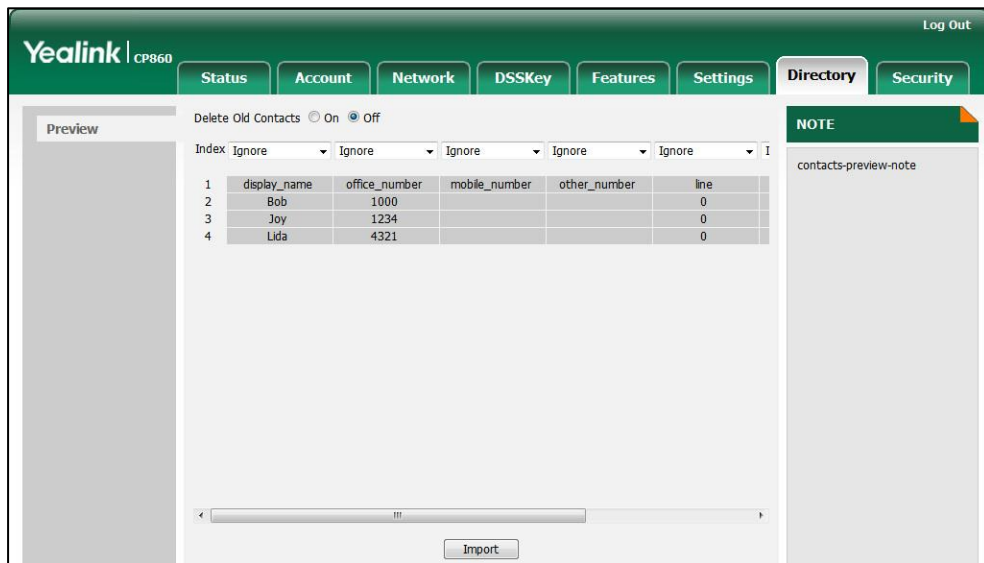 Log Out
Yealink CP860
Status Account Network DSSKey Features Settings Directory Security
Preview
Delete Old Contacts On Off
NOTE
Index Ignore Ignore Ignore Ignore Ignore I
contacts-preview-note
1 display_name office_number mobile_number other_number line
2 Bob 1000 0
3 Joy 1234 0
4 Lida 4321 0
Import